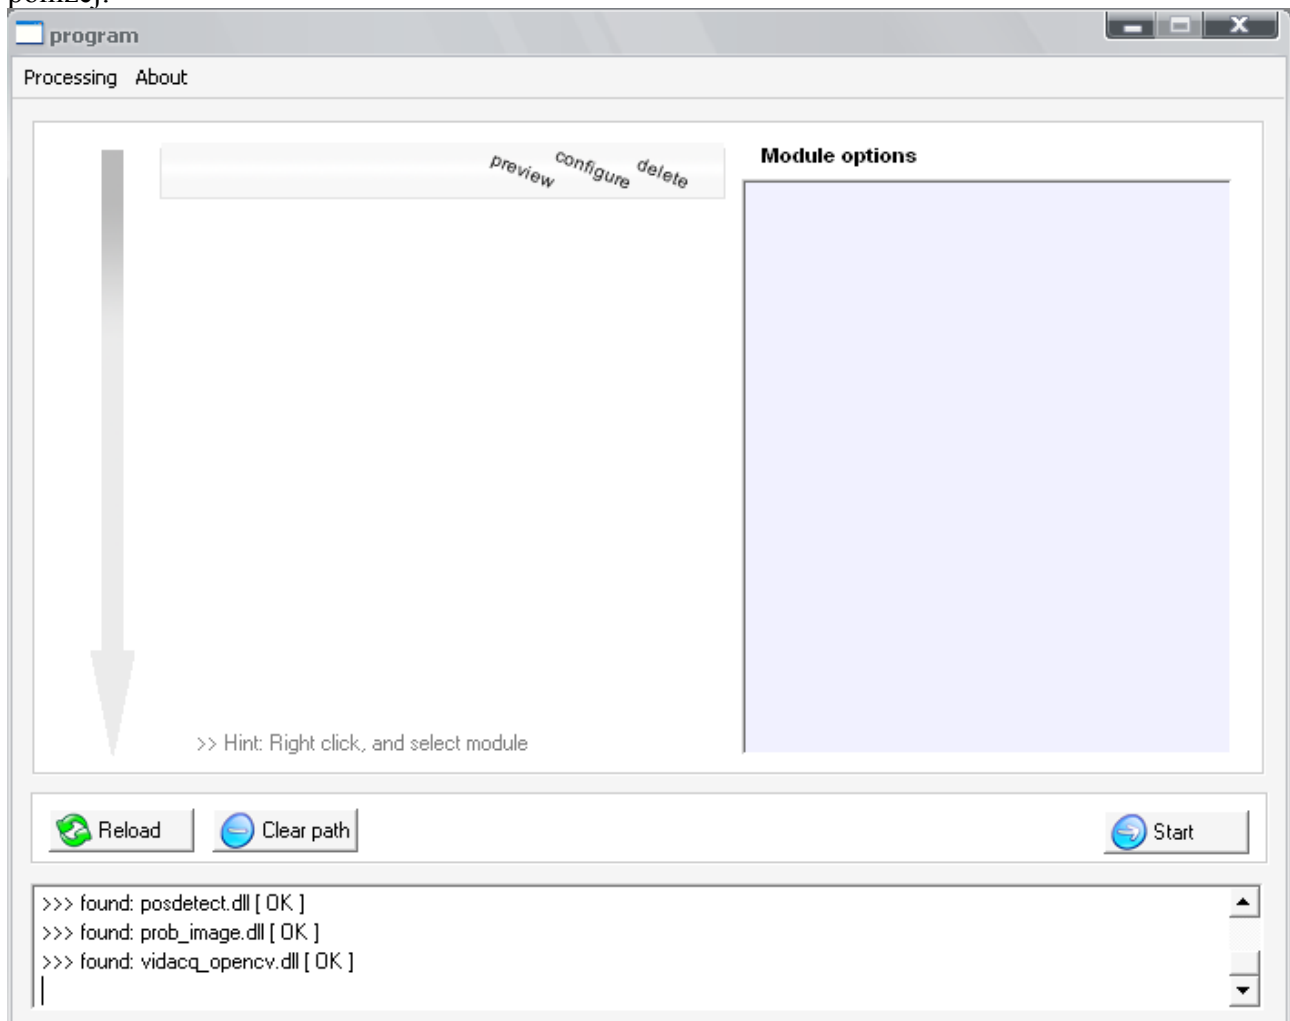 poniżej.
program
Processing About
preview configure delete
Module options
>> Hint: Right click, and select module
Reload
Clear path
Start
>>> found: posdetect.dll [ OK ]
>>> found: prob_image.dll [ OK ]
>>> found: vidacq_opencv.dll [ OK ]